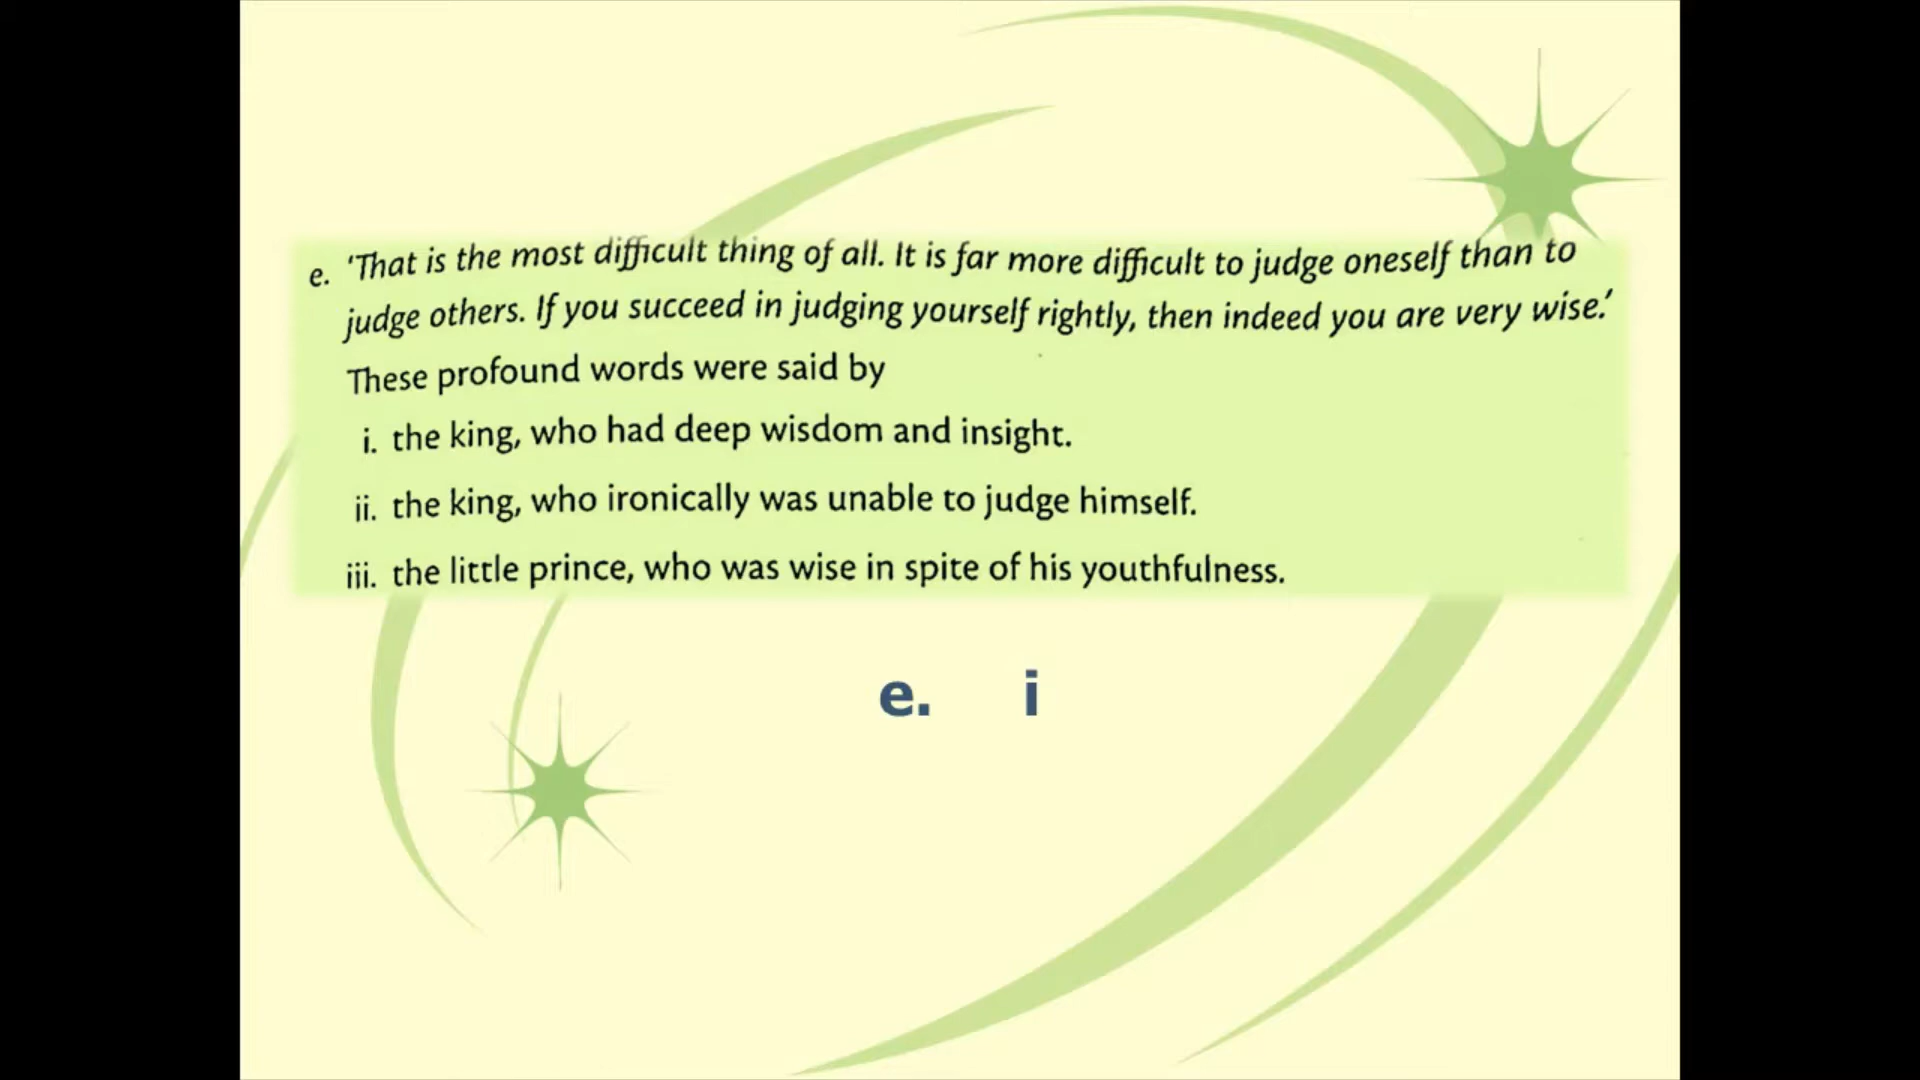 e. ‘That is the most difficult thing of all. It is far more difficult to judge oneself than to
judge others. If you succeed in judging yourself rightly, then indeed you are very wise.’
These profound words were said by
i. the king, who had deep wisdom and insight.
ii. the king, who ironically was unable to judge himself.
iii. the little prince, who was wise in spite of his youthfulness.
e. i